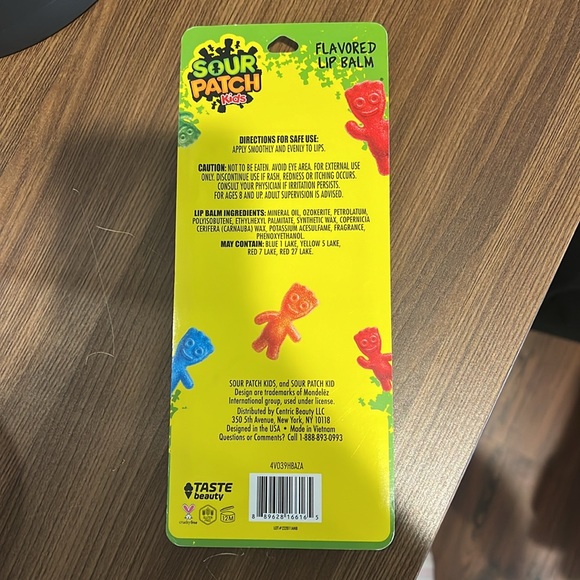 SOUR
PATCH
Kids
FLAVORED
LIP BALM
DIRECTIONS FOR SAFE USE:
APPLY SMOOTHLY AND EVENLY TO LIPS.
CAUTION: NOT TO BE EATEN. AVOID EYE AREA. FOR EXTERNAL USE
ONLY. DISCONTINUE USE IF RASH, REDNESS OR ITCHING OCCURS.
CONSULT YOUR PHYSICIAN IF IRRITATION PERSISTS.
FOR AGES 8 AND UP. ADULT SUPERVISION IS ADVISED.
LIP BALM INGREDIENTS: MINERAL OIL, OZOKERITE, PETROLATUM,
POLYISOBUTENE, ETHYLHEXYL PALMITATE, SYNTHETIC WAX, COPERNICIA
CERIFERA (CARNAUBA) WAX, POTASSIUM ACESULFAME, FRAGRANCE,
PHENOXYETHANOL.
MAY CONTAIN: BLUE 1 LAKE, YELLOW 5 LAKE,
RED 7 LAKE, RED 27 LAKE.
SOUR PATCH KIDS, and SOUR PATCH KID
Design are trademarks of Mondelēz
International group, used under license.
Distributed by Centric Beauty LLC
350 5th Avenue, New York, NY 10118
Designed in the USA • Made in Vietnam
Questions or Comments? Call 1-888-893-0993
4V039HBAZA
TASTE
beauty
cruelty free
12M
8 89628 16616 5